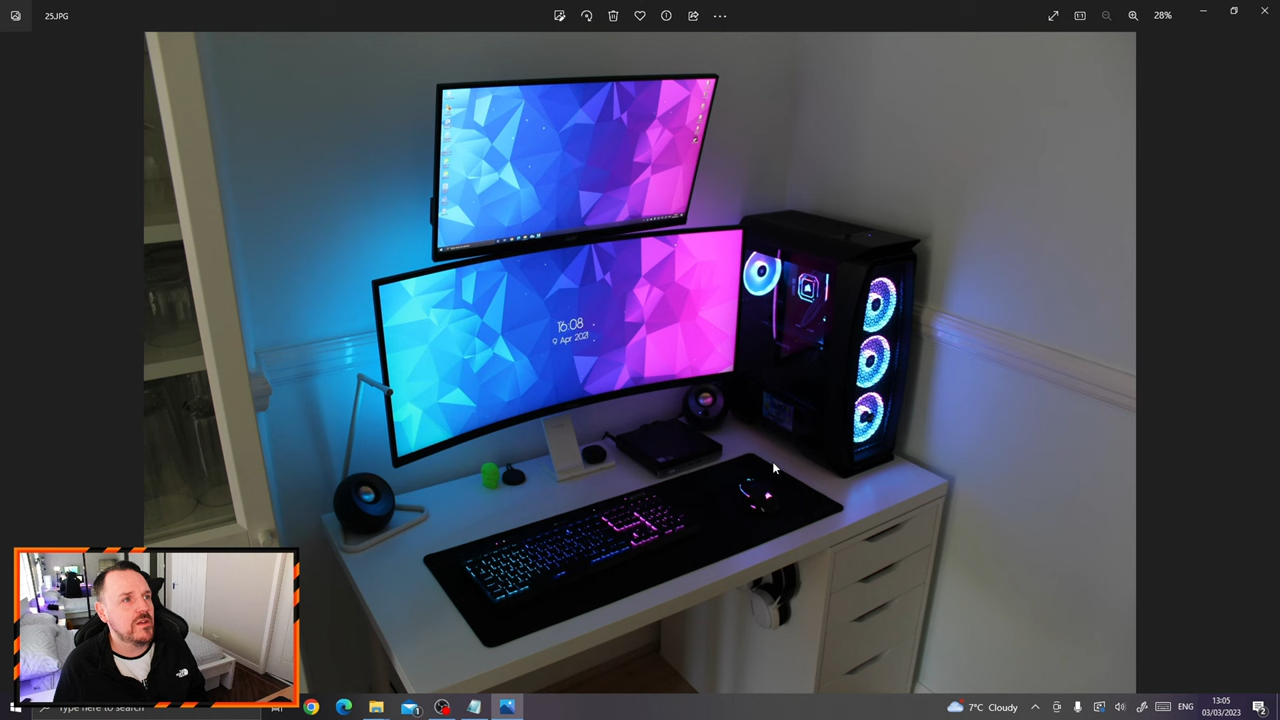 25.JPG
28%
16:08
9 Apr 2021
Type here to search
7°C Cloudy
ENG
13:05
03/03/2023